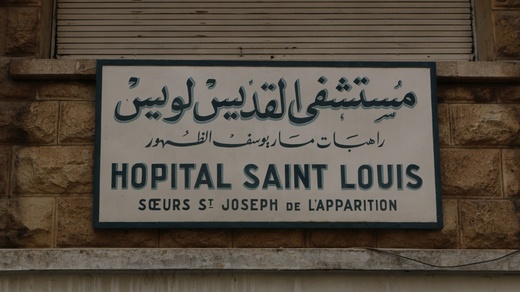 مستشفى القديس لويس
راهبات مار يوسف الظهور
HOPITAL SAINT LOUIS
SŒURS ST JOSEPH DE L'APPARITION